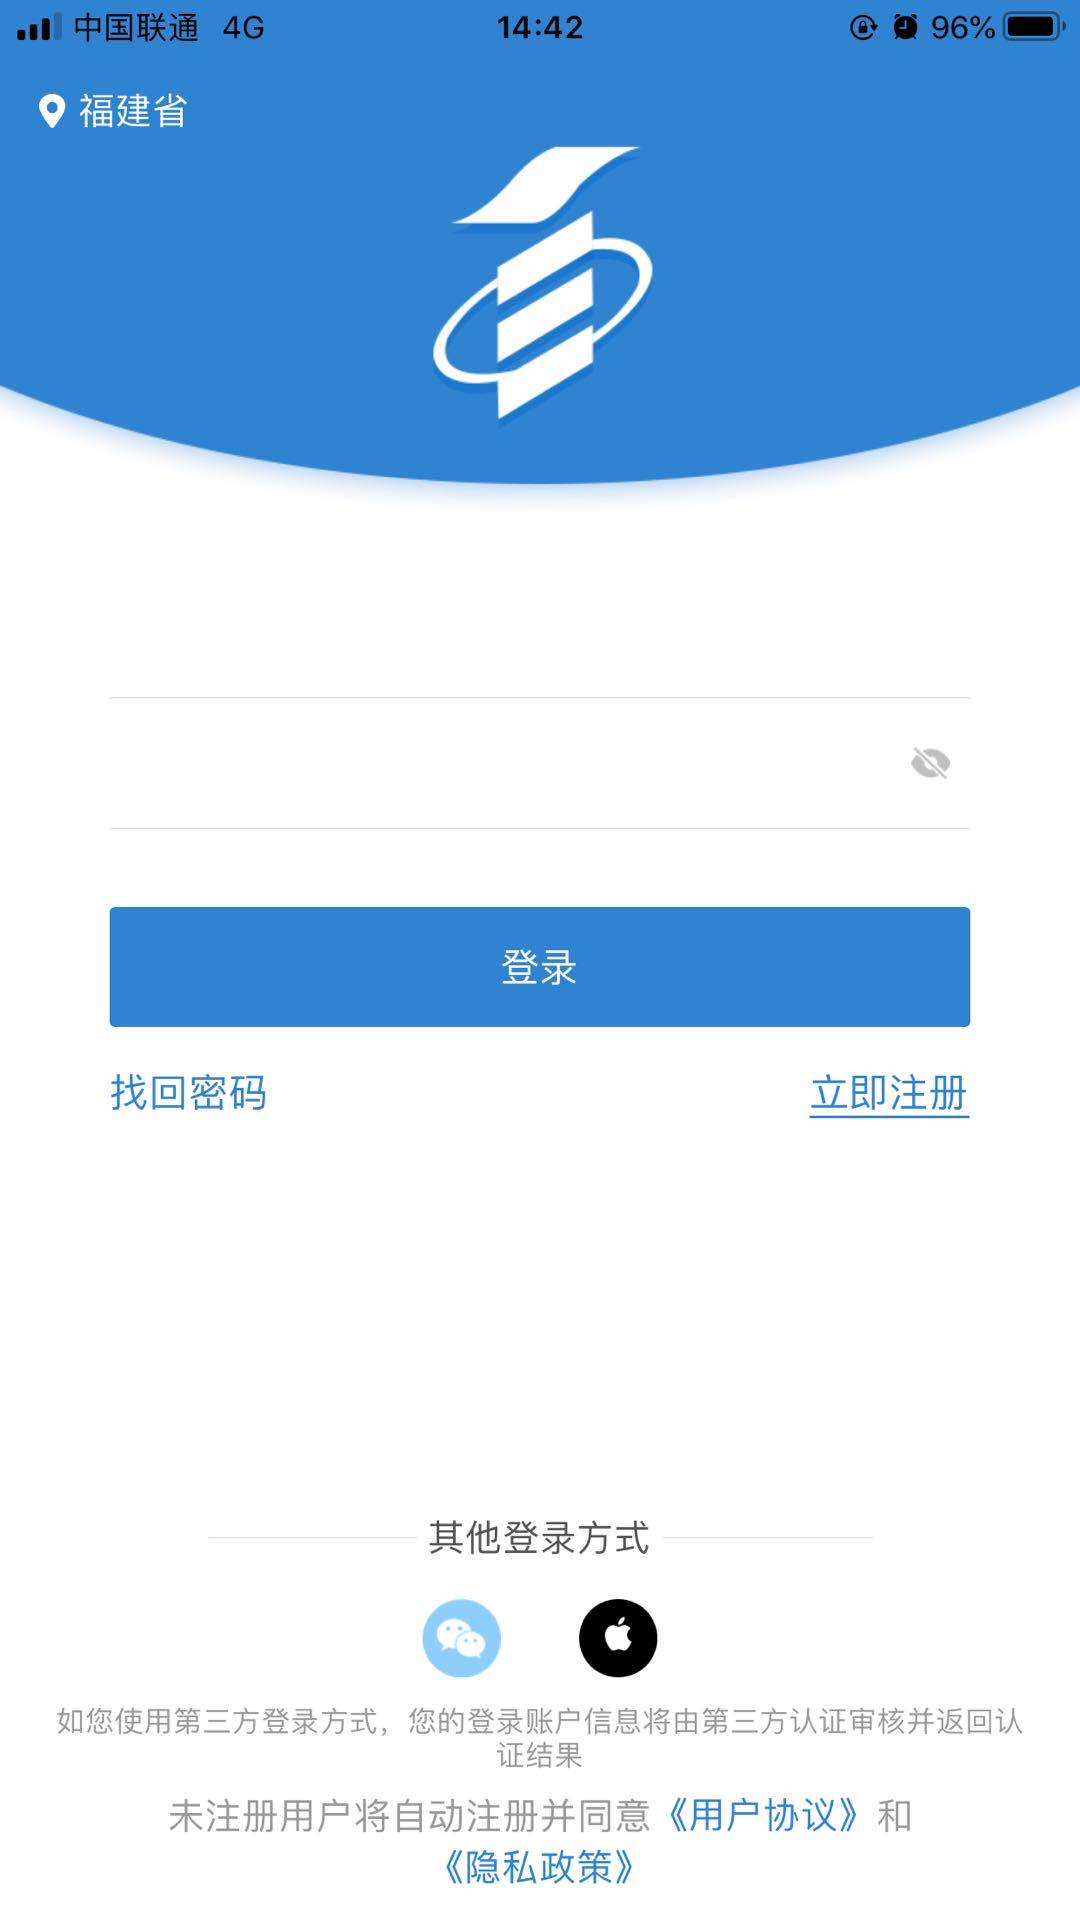 中国联通 4G 14:42 96%
福建省
登录
找回密码 立即注册
其他登录方式
如您使用第三方登录方式，您的登录账户信息将由第三方认证审核并返回认
证结果
未注册用户将自动注册并同意《用户协议》和
《隐私政策》